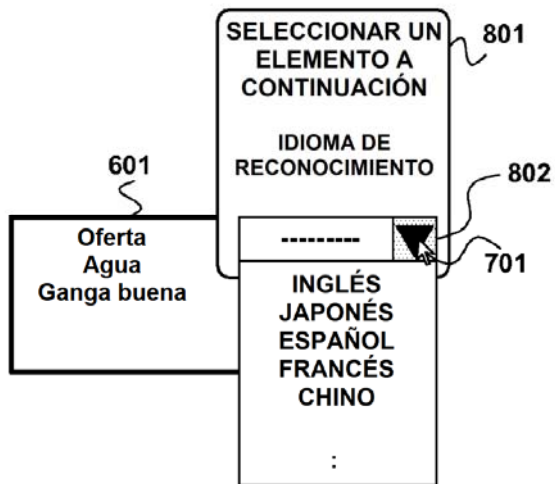 SELECCIONAR UN
ELEMENTO A
CONTINUACIÓN
801
IDIOMA DE
RECONOCIMIENTO
601
802
Oferta
Agua
Ganga buena
---------
701
INGLÉS
JAPONÉS
ESPAÑOL
FRANCÉS
CHINO
: